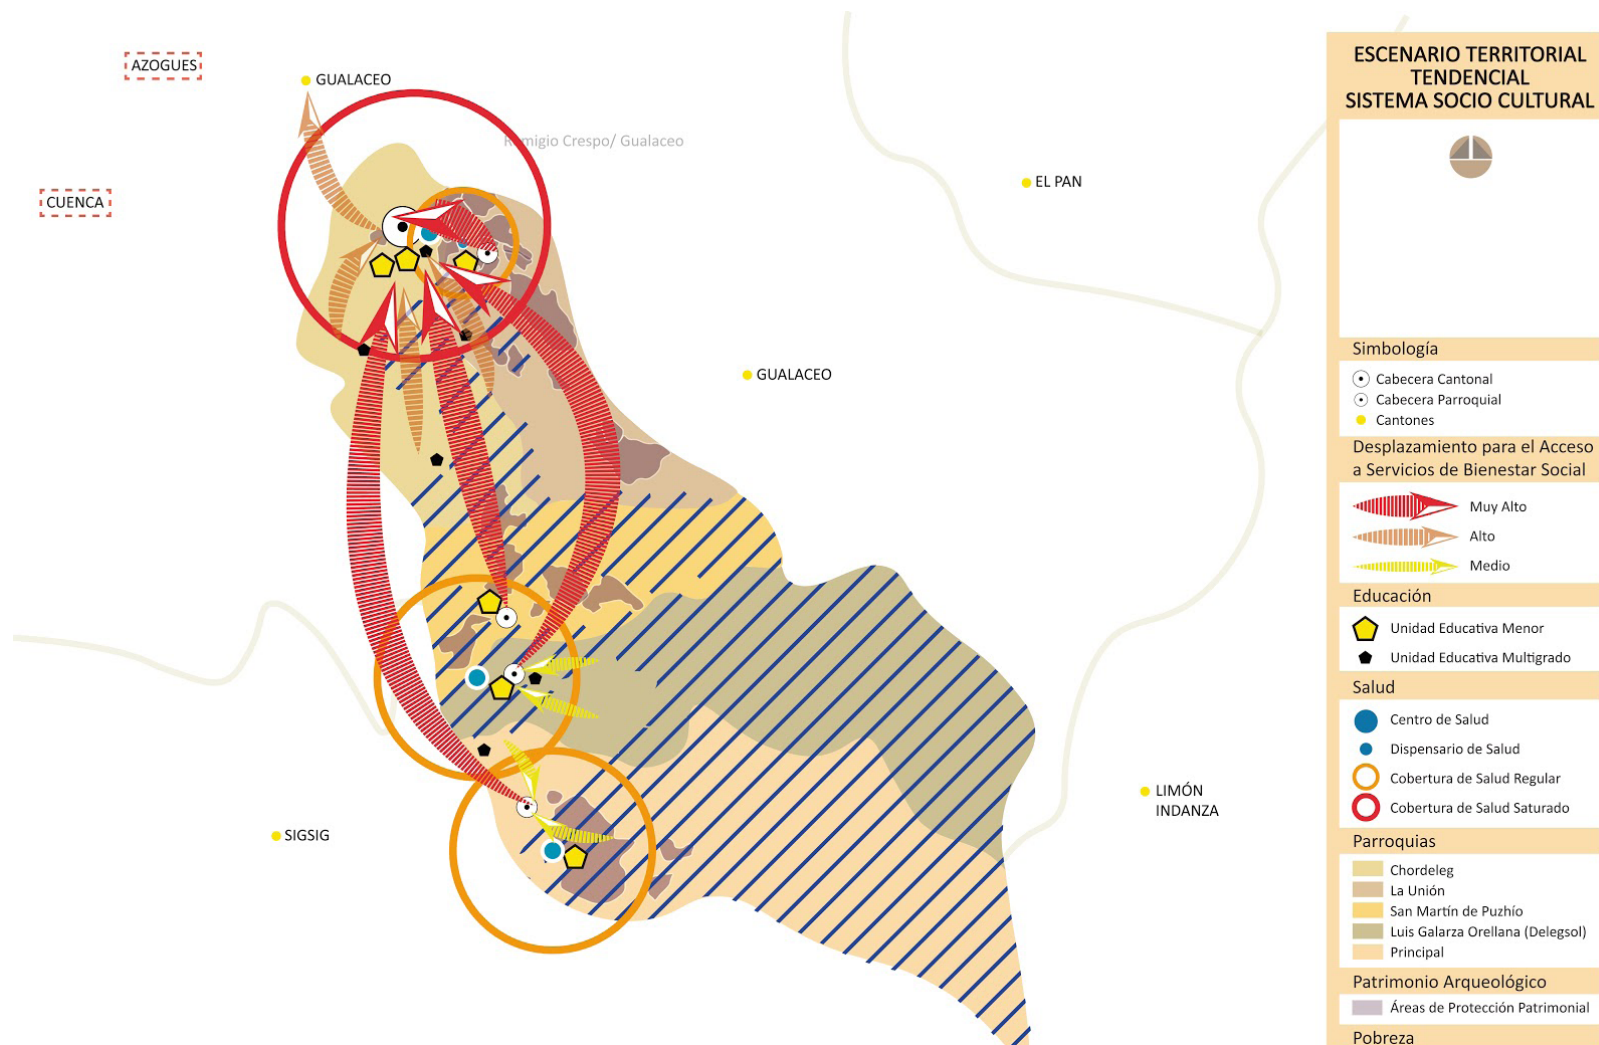 AZOGUES
GUALACEO
Remigio Crespo/ Gualaceo
EL PAN
CUENCA
GUALACEO
LIMÓN
INDANZA
SIGSIG
ESCENARIO TERRITORIAL
TENDENCIAL
SISTEMA SOCIO CULTURAL
Simbología
Cabecera Cantonal
Cabecera Parroquial
Cantones
Desplazamiento para el Acceso
a Servicios de Bienestar Social
Muy Alto
Alto
Medio
Educación
Unidad Educativa Menor
Unidad Educativa Multigrado
Salud
Centro de Salud
Dispensario de Salud
Cobertura de Salud Regular
Cobertura de Salud Saturado
Parroquias
Chordeleg
La Unión
San Martín de Puzhío
Luis Galarza Orellana (Delegsol)
Principal
Patrimonio Arqueológico
Áreas de Protección Patrimonial
Pobreza